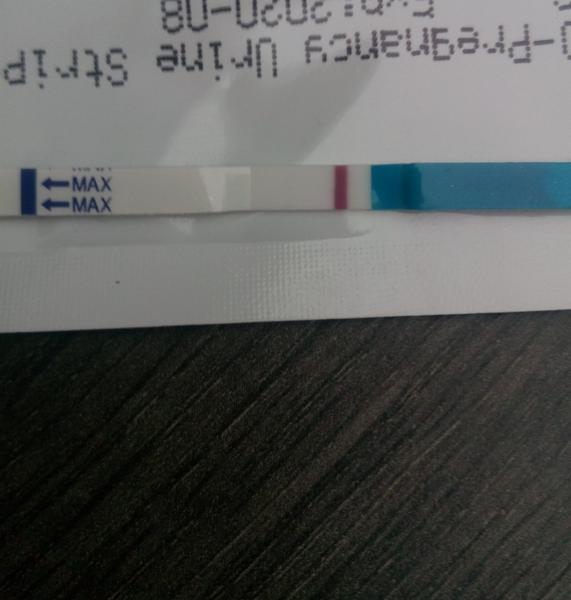 -Pregnancy Urine Strip
Exp:2020-08
MAX
MAX